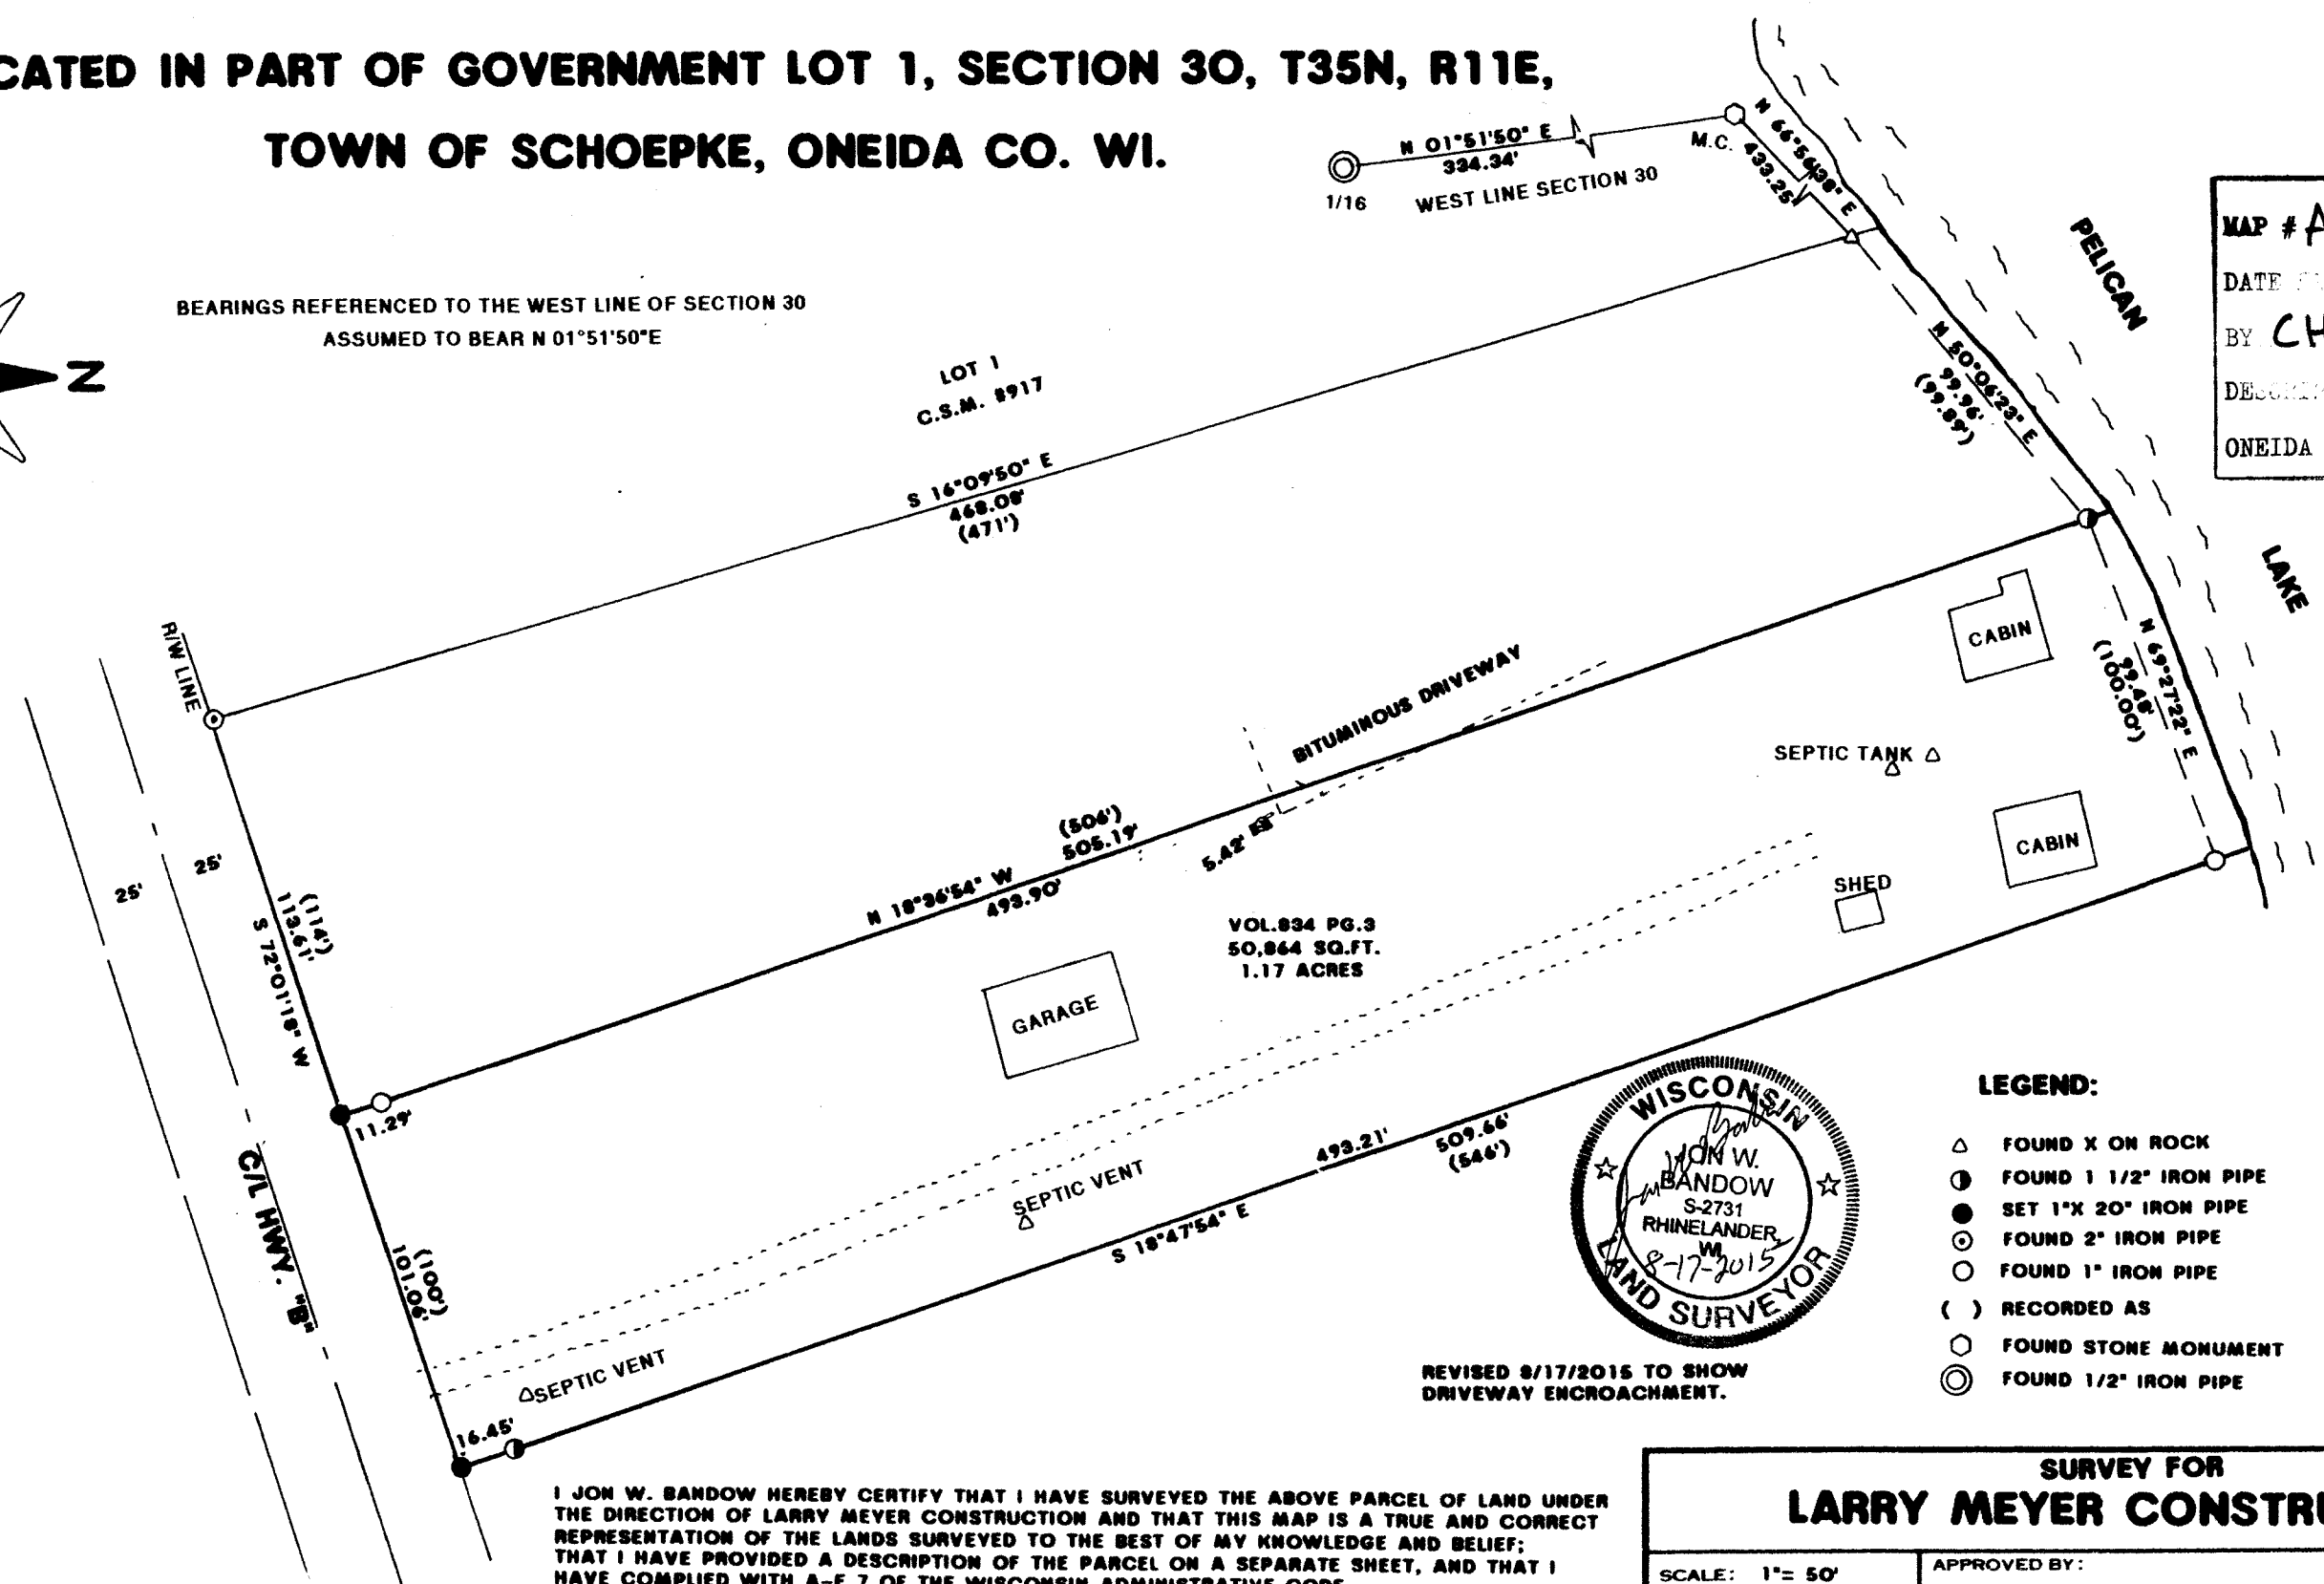 CATED IN PART OF GOVERNMENT LOT 1, SECTION 30, T35N, R11E,
TOWN OF SCHOEPKE, ONEIDA CO. WI.
N 01°51'50" E
334.34'
WEST LINE SECTION 30
1/16
M.C.
N 66°56'38" E
433.25'
PELICAN
LAKE
MAP # A
DATE
BY CH
ONEIDA
BEARINGS REFERENCED TO THE WEST LINE OF SECTION 30
ASSUMED TO BEAR N 01°51'50"E
N
LOT 1
C.S.M. #917
S 16°09'50" E
468.08'
(471')
N 50°06'23" E
99.96'
(99.89')
R/W LINE
CABIN
N 69°27'22" E
99.48'
(100.00')
BITUMINOUS DRIVEWAY
SEPTIC TANK
25'
25'
(114')
113.61'
S 72°01'18" W
(506')
505.19'
N 18°36'54" W
493.90'
5.42'
CABIN
SHED
VOL.834 PG.3
50,864 SQ.FT.
1.17 ACRES
GARAGE
11.29'
C/L HWY. "B"
(100')
101.06'
SEPTIC VENT
S 18°47'54" E
493.21'
509.66'
(546')
SEPTIC VENT
16.45'
WISCONSIN
JON W.
BANDOW
S-2731
RHINELANDER,
WI
8-17-2015
LAND SURVEYOR
REVISED 8/17/2015 TO SHOW
DRIVEWAY ENCROACHMENT.
LEGEND:
FOUND X ON ROCK
FOUND 1 1/2" IRON PIPE
SET 1"X 20" IRON PIPE
FOUND 2" IRON PIPE
FOUND 1" IRON PIPE
( ) RECORDED AS
FOUND STONE MONUMENT
FOUND 1/2" IRON PIPE
I JON W. BANDOW HEREBY CERTIFY THAT I HAVE SURVEYED THE ABOVE PARCEL OF LAND UNDER
THE DIRECTION OF LARRY MEYER CONSTRUCTION AND THAT THIS MAP IS A TRUE AND CORRECT
REPRESENTATION OF THE LANDS SURVEYED TO THE BEST OF MY KNOWLEDGE AND BELIEF;
THAT I HAVE PROVIDED A DESCRIPTION OF THE PARCEL ON A SEPARATE SHEET, AND THAT I
HAVE COMPLIED WITH A-E 7 OF THE WISCONSIN ADMINISTRATIVE CODE
SURVEY FOR
LARRY MEYER CONSTRU
SCALE: 1"= 50'
APPROVED BY: